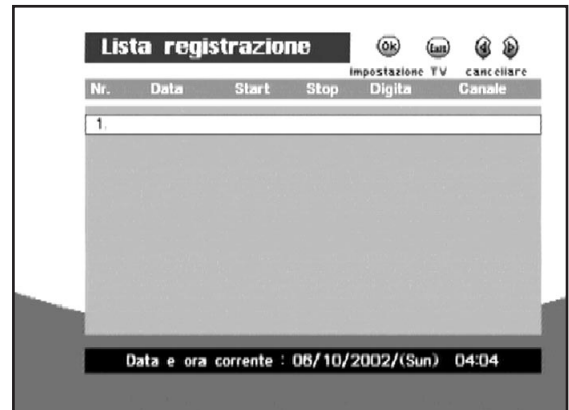 Lista registrazione
Ok Exit
impostazione TV cancellare
Nr. Data Start Stop Digita Canale
1.
Data e ora corrente : 06/10/2002/(Sun) 04:04